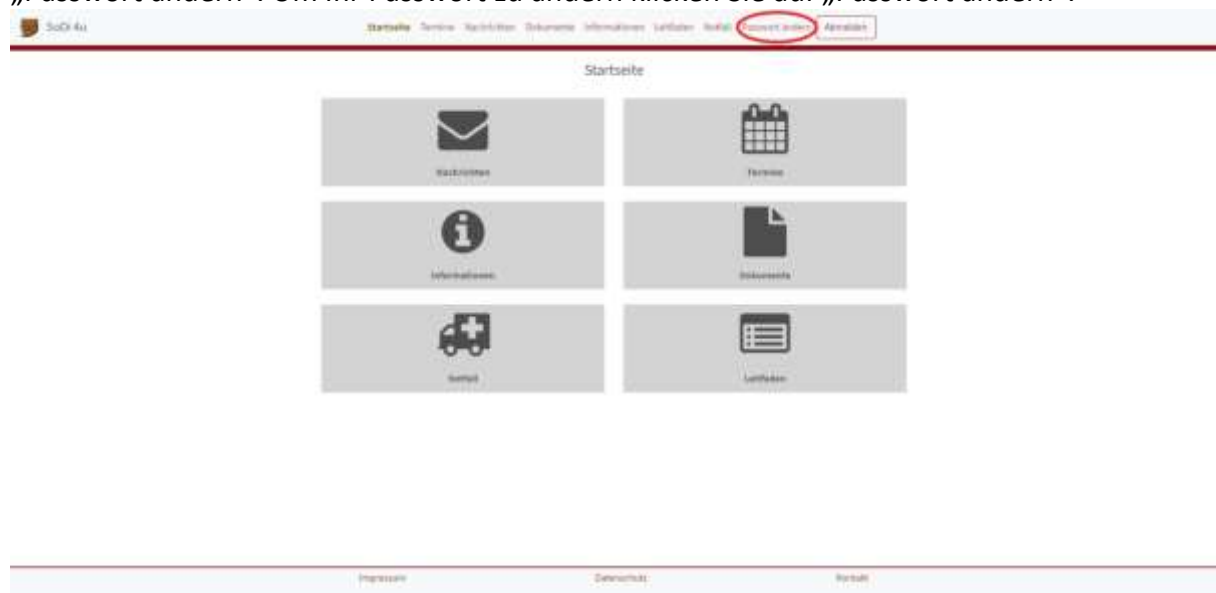 „Passwort ändern“. Um Ihr Passwort zu ändern klicken Sie auf „Passwort ändern“.
SoDi 4u
Startseite Termine Nachrichten Dokumente Informationen Leitfaden Notfall Passwort ändern Abmelden
Startseite
Nachrichten
Termine
Informationen
Dokumente
Notfall
Leitfaden
Impressum Datenschutz Kontakt